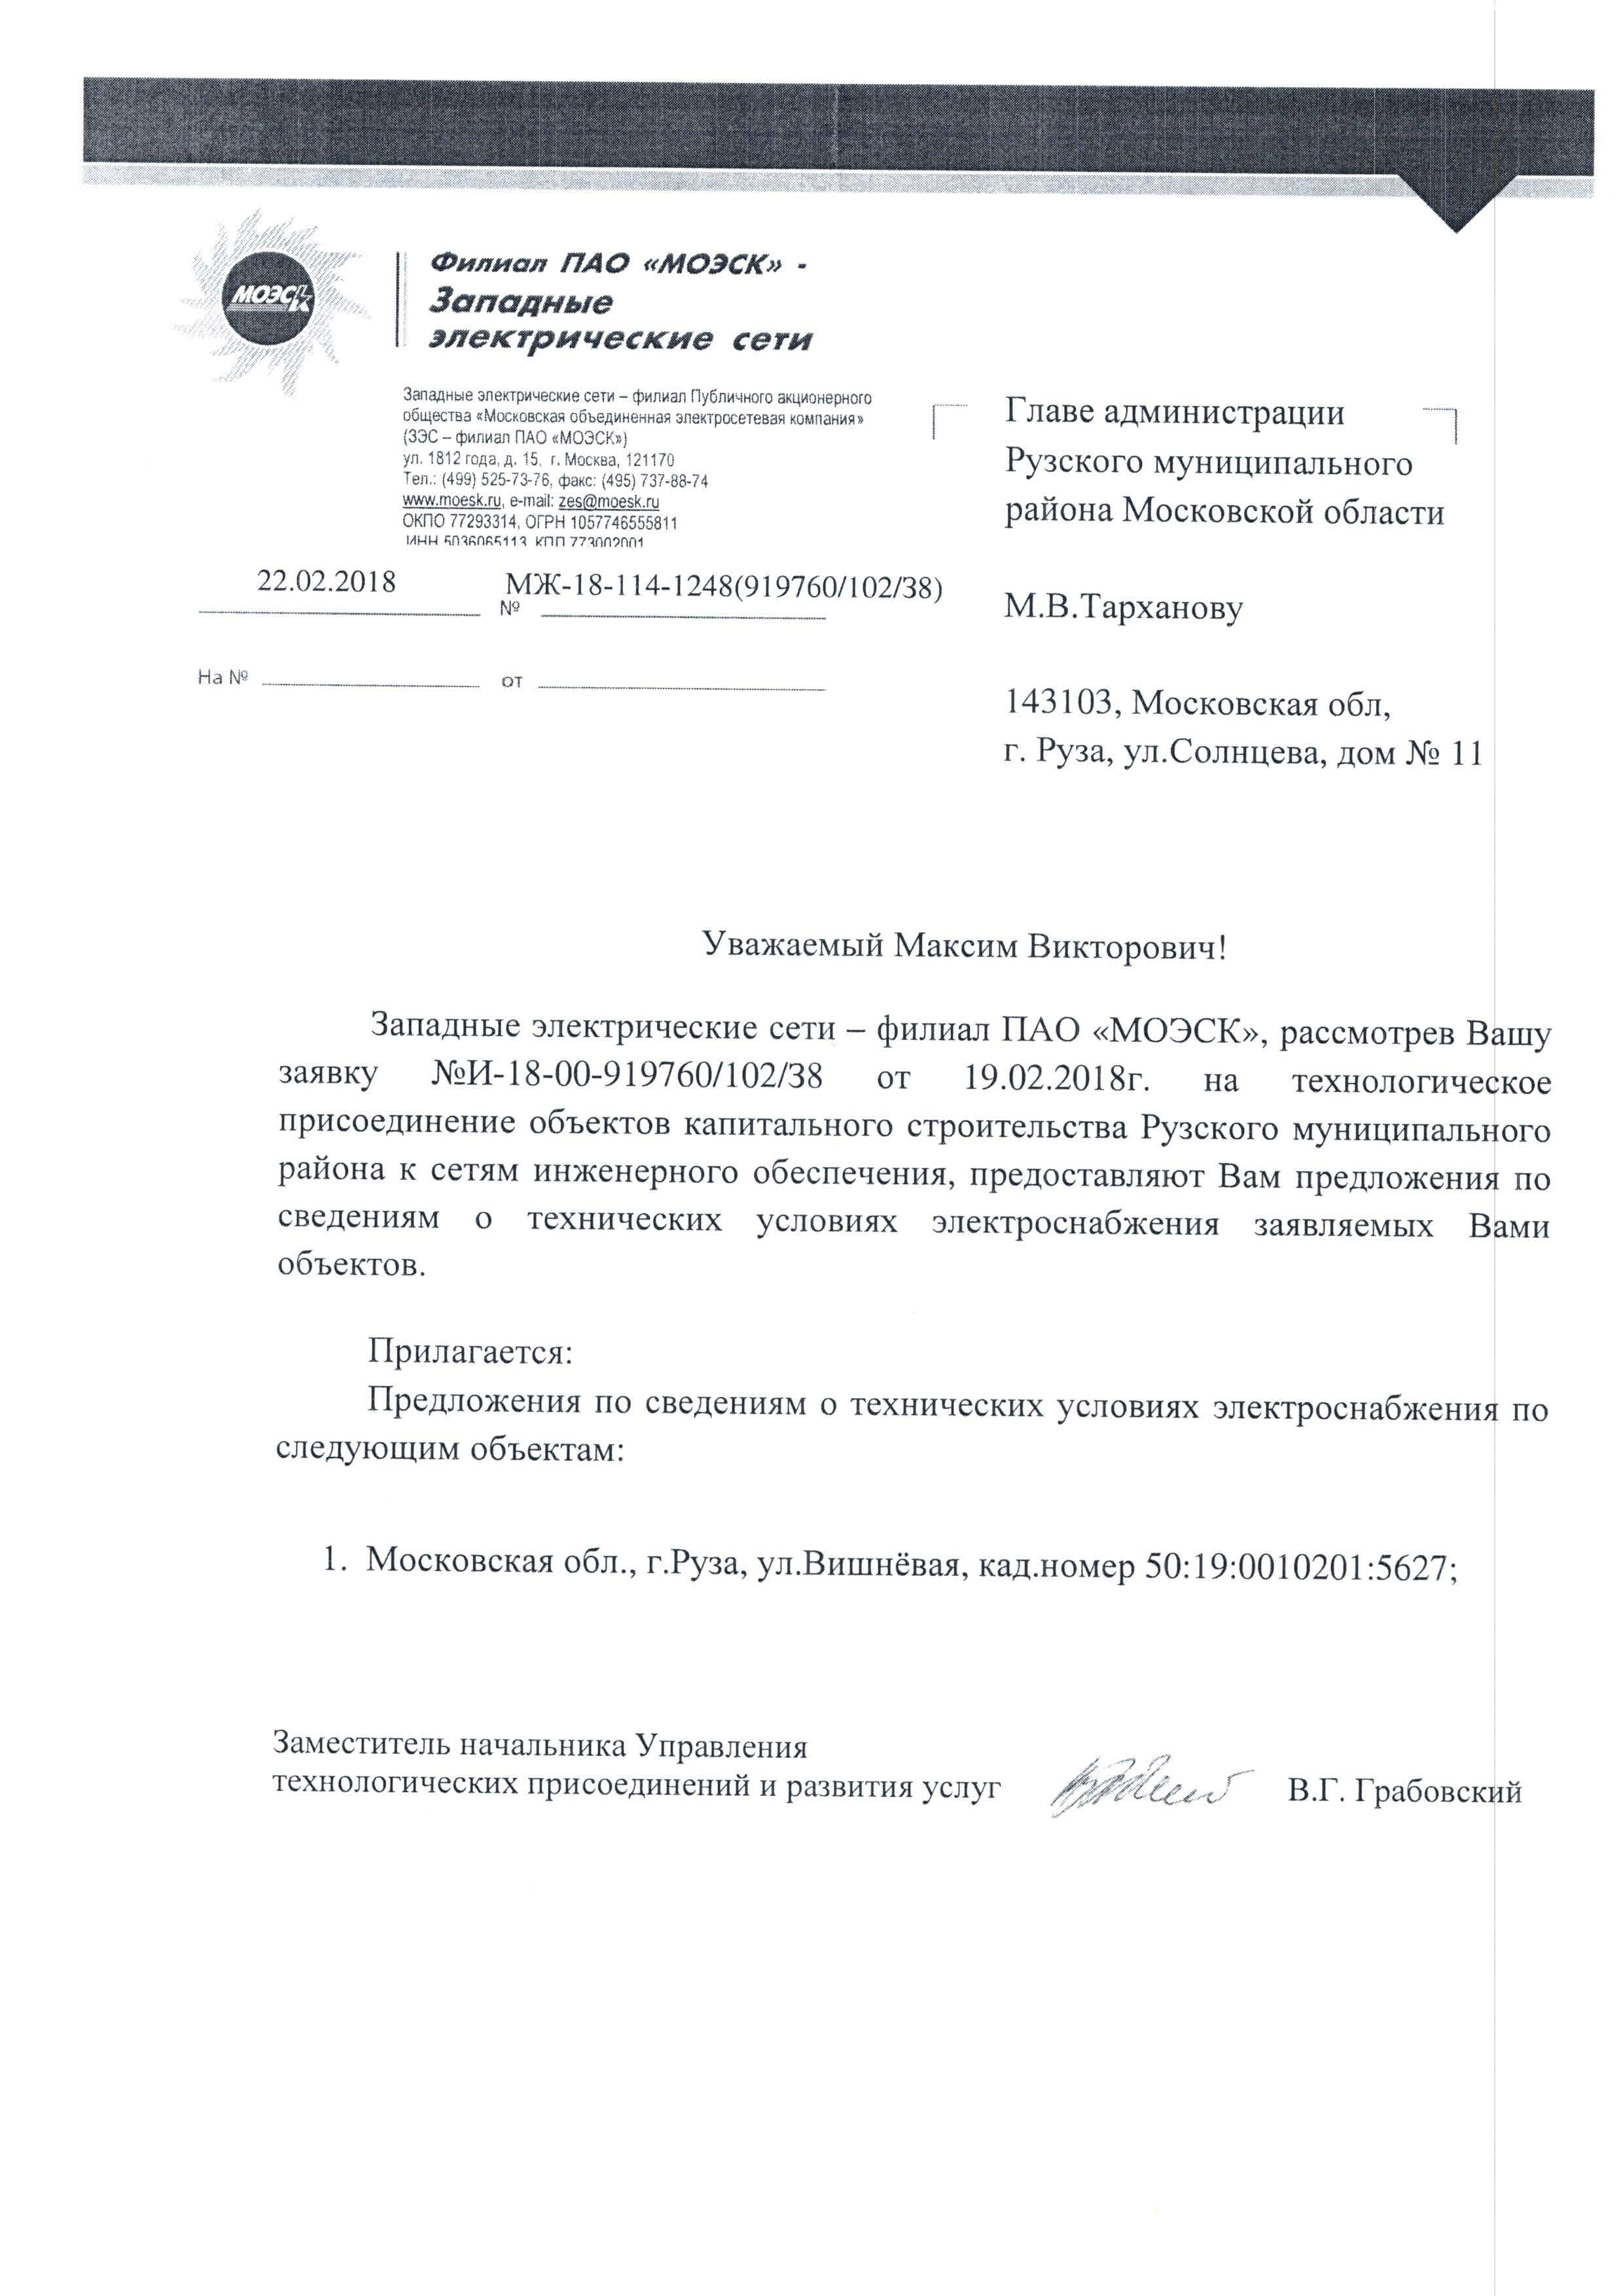 МОЭСК
Филиал ПАО «МОЭСК» -
Западные
электрические сети
Западные электрические сети – филиал Публичного акционерного
общества «Московская объединенная электросетевая компания»
(ЗЭС – филиал ПАО «МОЭСК»)
ул. 1812 года, д. 15, г. Москва, 121170
Тел.: (499) 525-73-76, факс: (495) 737-88-74
www.moesk.ru, e-mail: zes@moesk.ru
ОКПО 77293314, ОГРН 1057746555811
ИНН 5036065113 КПП 773002001
22.02.2018 МЖ-18-114-1248(919760/102/38)
№
На № от
Главе администрации
Рузского муниципального
района Московской области
М.В.Тарханову
143103, Московская обл,
г. Руза, ул.Солнцева, дом № 11
Уважаемый Максим Викторович!
Западные электрические сети – филиал ПАО «МОЭСК», рассмотрев Вашу
заявку №И-18-00-919760/102/38 от 19.02.2018г. на технологическое
присоединение объектов капитального строительства Рузского муниципального
района к сетям инженерного обеспечения, предоставляют Вам предложения по
сведениям о технических условиях электроснабжения заявляемых Вами
объектов.
Прилагается:
Предложения по сведениям о технических условиях электроснабжения по
следующим объектам:
1. Московская обл., г.Руза, ул.Вишнёвая, кад.номер 50:19:0010201:5627;
Заместитель начальника Управления
технологических присоединений и развития услуг В.Г. Грабовский